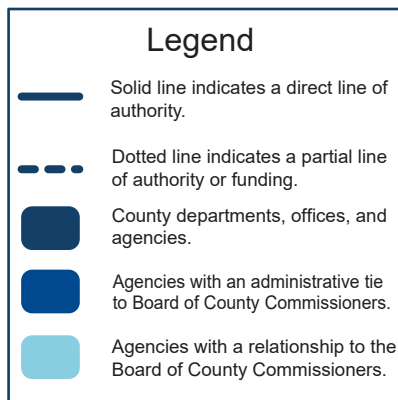 Legend
Solid line indicates a direct line of
authority.
Dotted line indicates a partial line
of authority or funding.
County departments, offices, and
agencies.
Agencies with an administrative tie
to Board of County Commissioners.
Agencies with a relationship to the
Board of County Commissioners.